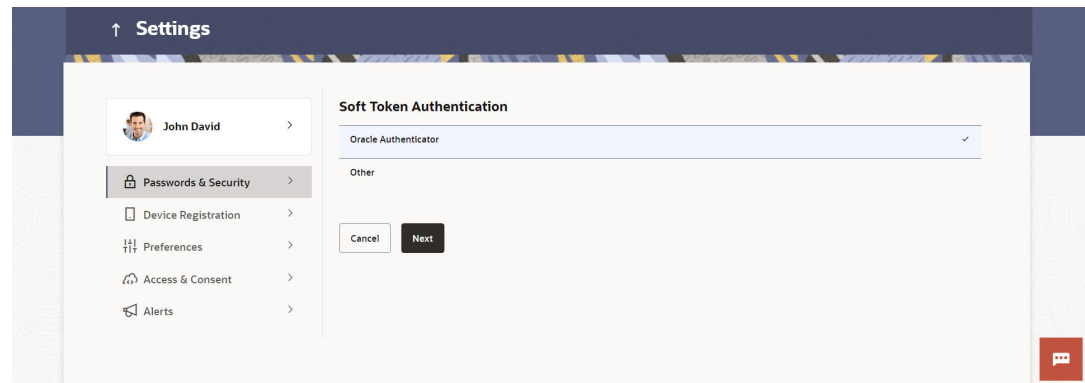 Settings
John David
Passwords & Security
Device Registration
Preferences
Access & Consent
Alerts
Soft Token Authentication
Oracle Authenticator
Other
Cancel
Next